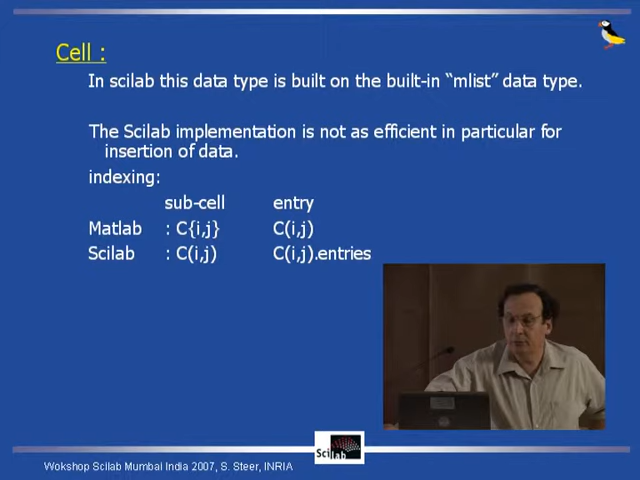 Cell :
In scilab this data type is built on the built-in “mlist” data type.
The Scilab implementation is not as efficient in particular for
insertion of data.
indexing:
sub-cell entry
Matlab : C{i,j} C(i,j)
Scilab : C(i,j) C(i,j).entries
Scilab
Wokshop Scilab Mumbai India 2007, S. Steer, INRIA